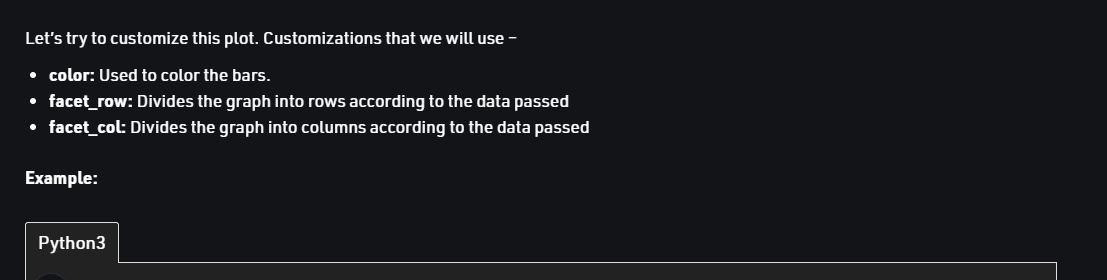 Let's try to customize this plot. Customizations that we will use –
• color: Used to color the bars.
• facet_row: Divides the graph into rows according to the data passed
• facet_col: Divides the graph into columns according to the data passed
Example:
Python3